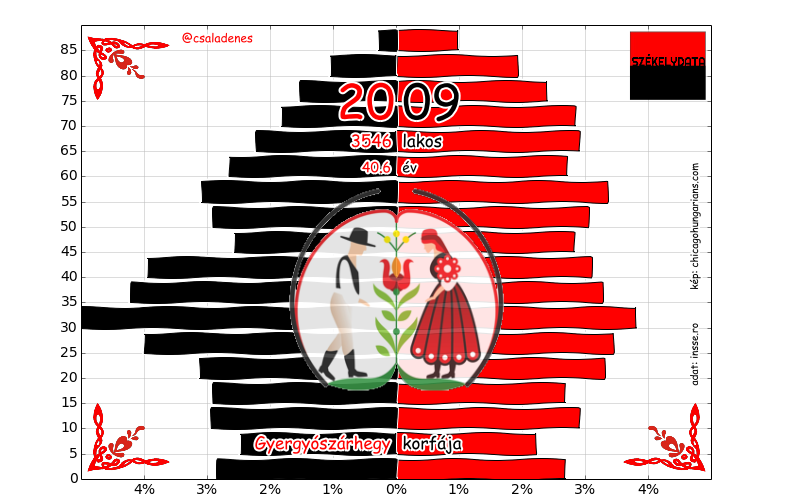 @csaladenes
SZÉKELYDATA
2009
3546 lakos
40.6 év
kép: chicagohungarians.com
adat: insse.ro
Gyergyószárhegy korfája
85
80
75
70
65
60
55
50
45
40
35
30
25
20
15
10
5
0
4% 3% 2% 1% 0% 1% 2% 3% 4%